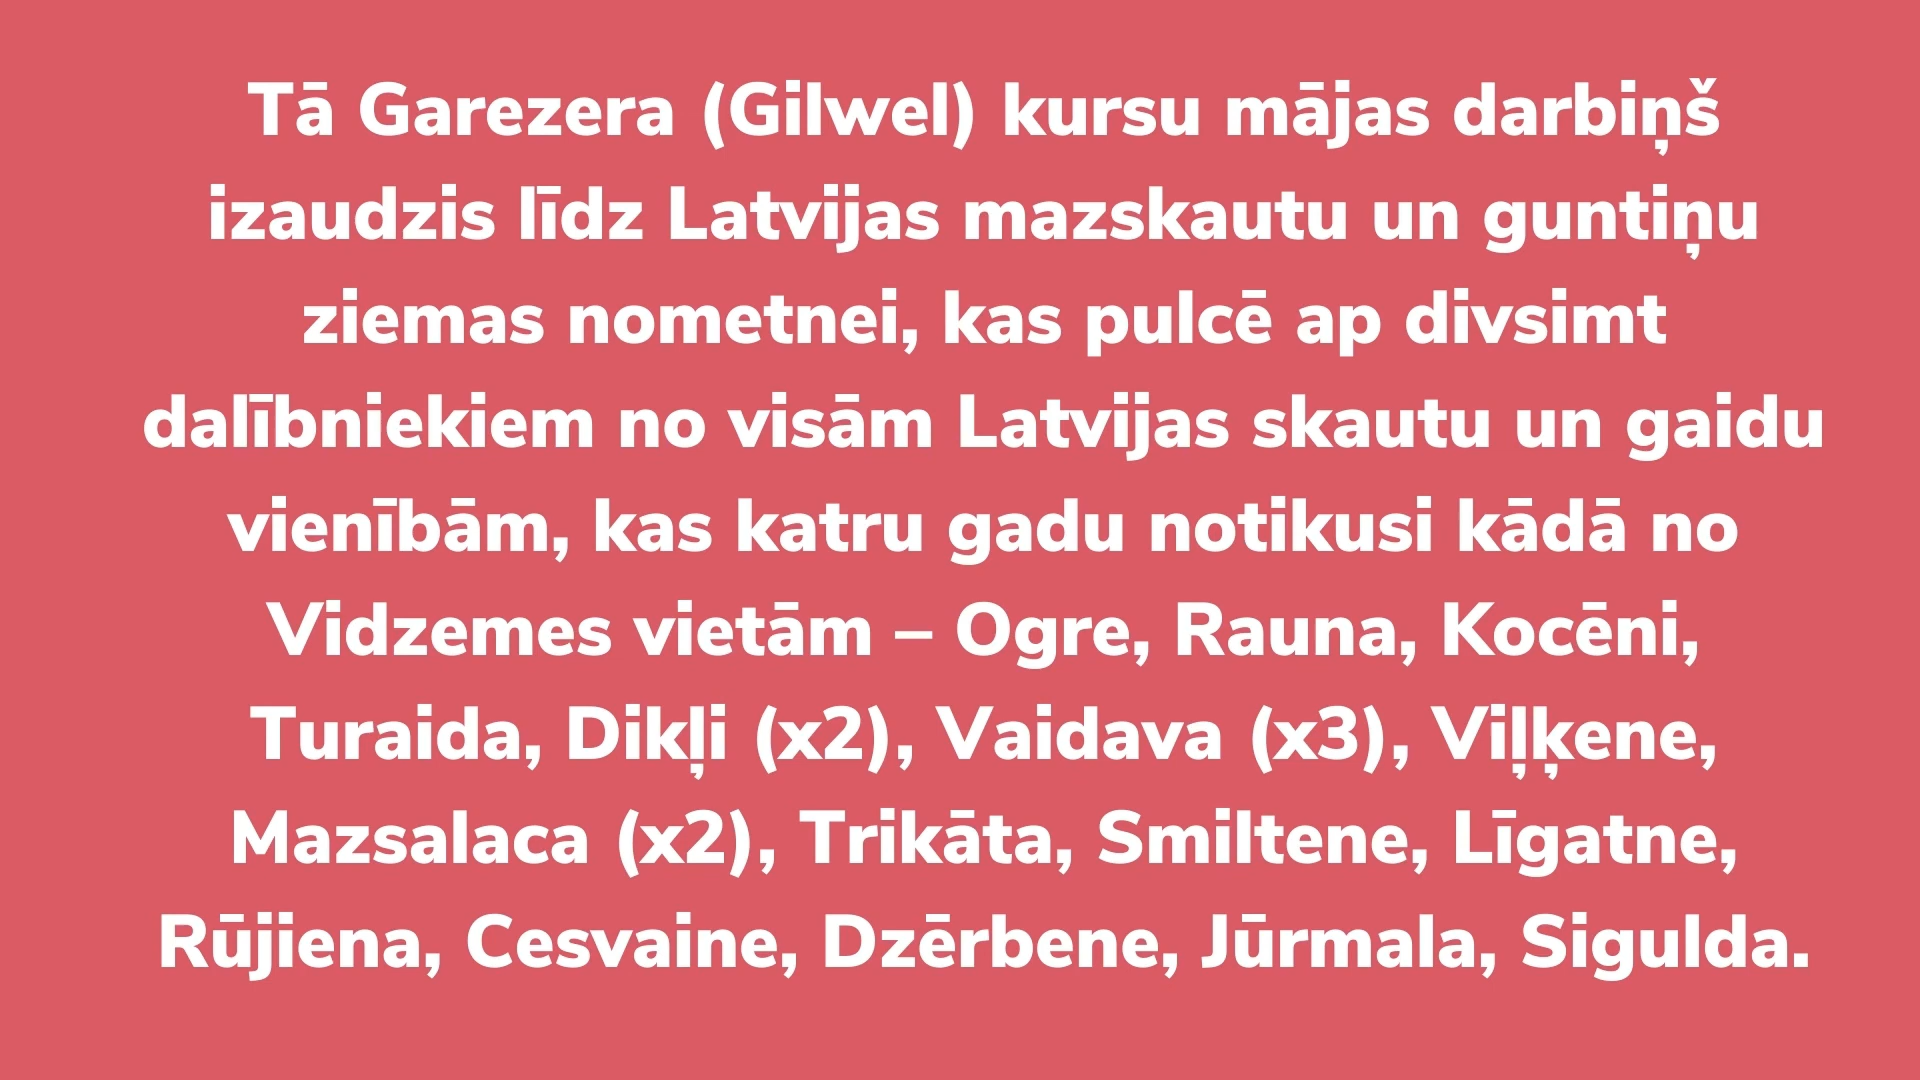 Tā Garezera (Gilwel) kursu mājas darbiņš
izaudzis līdz Latvijas mazskautu un guntiņu
ziemas nometnei, kas pulcē ap divsimt
dalībniekiem no visām Latvijas skautu un gaidu
vienībām, kas katru gadu notikusi kādā no
Vidzemes vietām – Ogre, Rauna, Kocēni,
Turaida, Dikļi (x2), Vaidava (x3), Viļķene,
Mazsalaca (x2), Trikāta, Smiltene, Līgatne,
Rūjiena, Cesvaine, Dzērbene, Jūrmala, Sigulda.